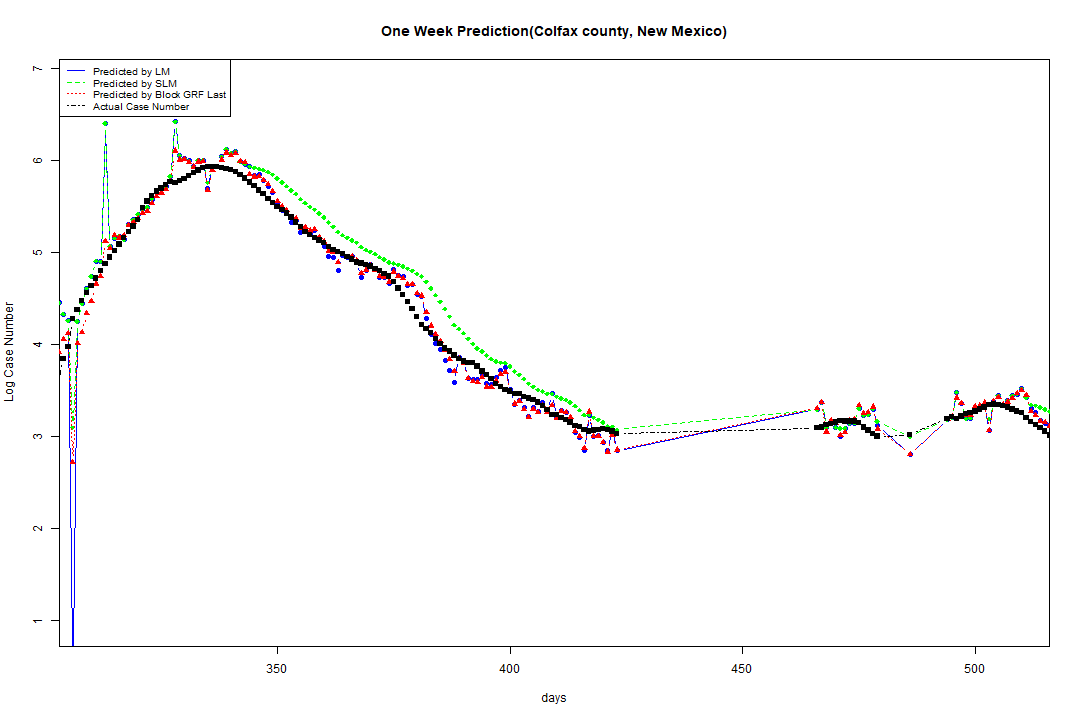 One Week Prediction(Colfax county, New Mexico)
Predicted by LM
Predicted by SLM
Predicted by Block GRF Last
Actual Case Number
7
6
5
4
3
2
1
Log Case Number
350 400 450 500
days